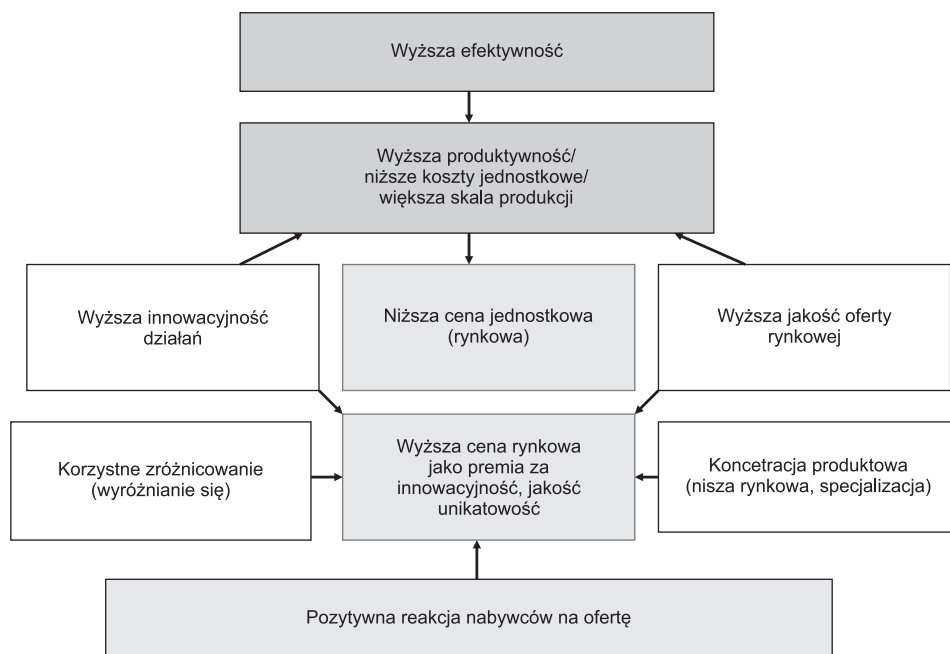 Wyższa efektywność
Wyższa produktywność/
niższe koszty jednostkowe/
większa skala produkcji
Wyższa innowacyjność
działań
Niższa cena jednostkowa
(rynkowa)
Wyższa jakość oferty
rynkowej
Korzystne zróżnicowanie
(wyróżnianie się)
Wyższa cena rynkowa
jako premia za
innowacyjność, jakość
unikatowość
Koncetracja produktowa
(nisza rynkowa, specjalizacja)
Pozytywna reakcja nabywców na ofertę